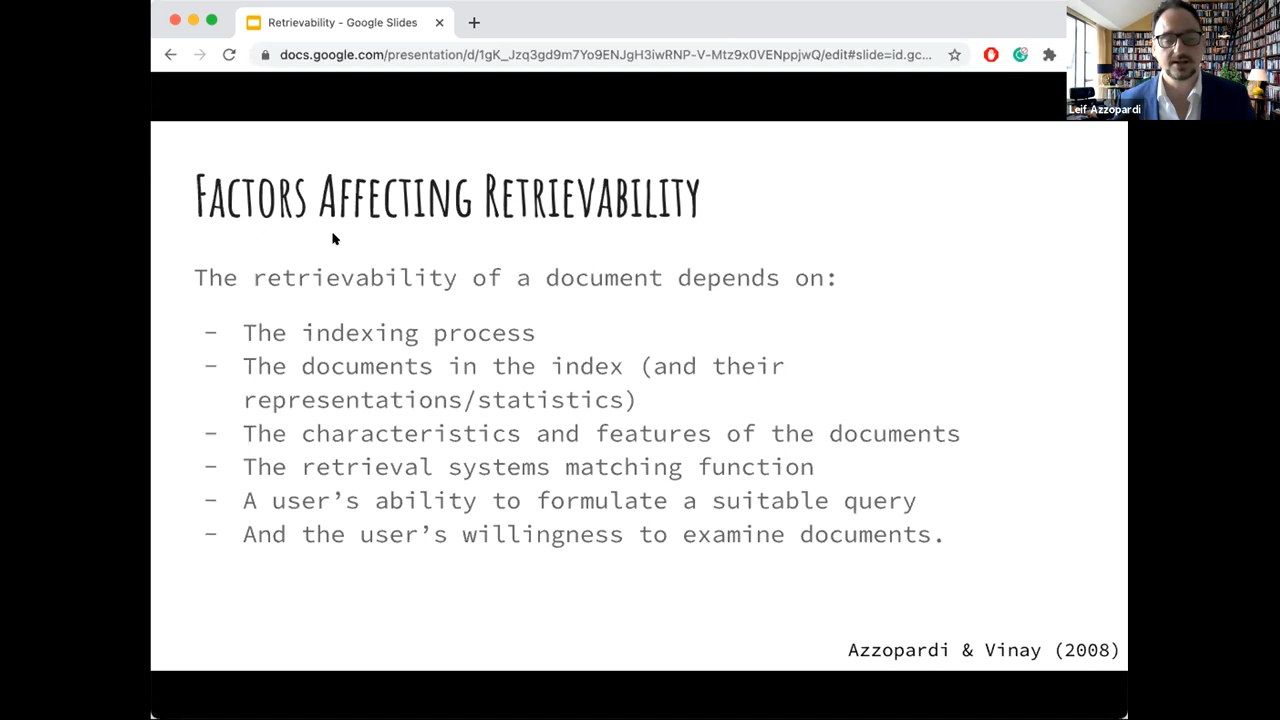 Retrievability - Google Slides
docs.google.com/presentation/d/1gK_Jzq3gd9m7Yo9ENJgH3iwRNP-V-Mtz9x0VENppjwQ/edit#slide=id.gc...
Leif Azzopardi
FACTORS AFFECTING RETRIEVABILITY
The retrievability of a document depends on:
- The indexing process
- The documents in the index (and their
representations/statistics)
- The characteristics and features of the documents
- The retrieval systems matching function
- A user’s ability to formulate a suitable query
- And the user’s willingness to examine documents.
Azzopardi & Vinay (2008)